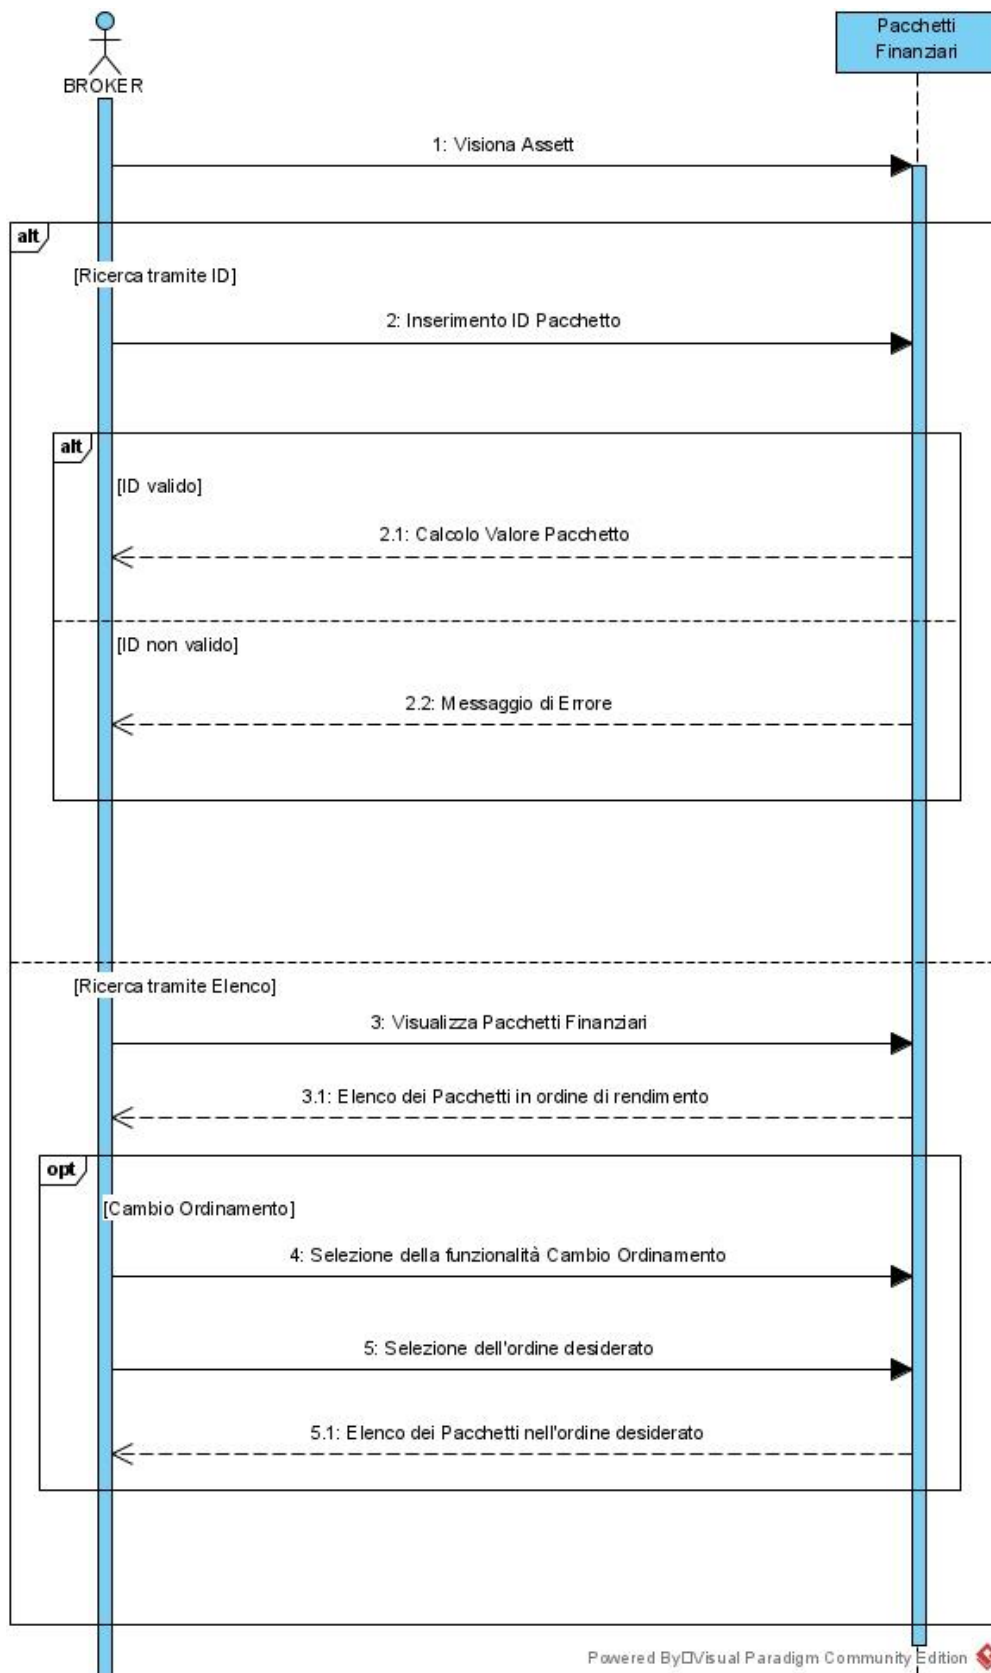 BROKER
Pacchetti
Finanziari
1: Visiona Assett
alt
[Ricerca tramite ID]
2: Inserimento ID Pacchetto
alt
[ID valido]
2.1: Calcolo Valore Pacchetto
[ID non valido]
2.2: Messaggio di Errore
[Ricerca tramite Elenco]
3: Visualizza Pacchetti Finanziari
3.1: Elenco dei Pacchetti in ordine di rendimento
opt
[Cambio Ordinamento]
4: Selezione della funzionalità Cambio Ordinamento
5: Selezione dell'ordine desiderato
5.1: Elenco dei Pacchetti nell'ordine desiderato
Powered By□Visual Paradigm Community Edition